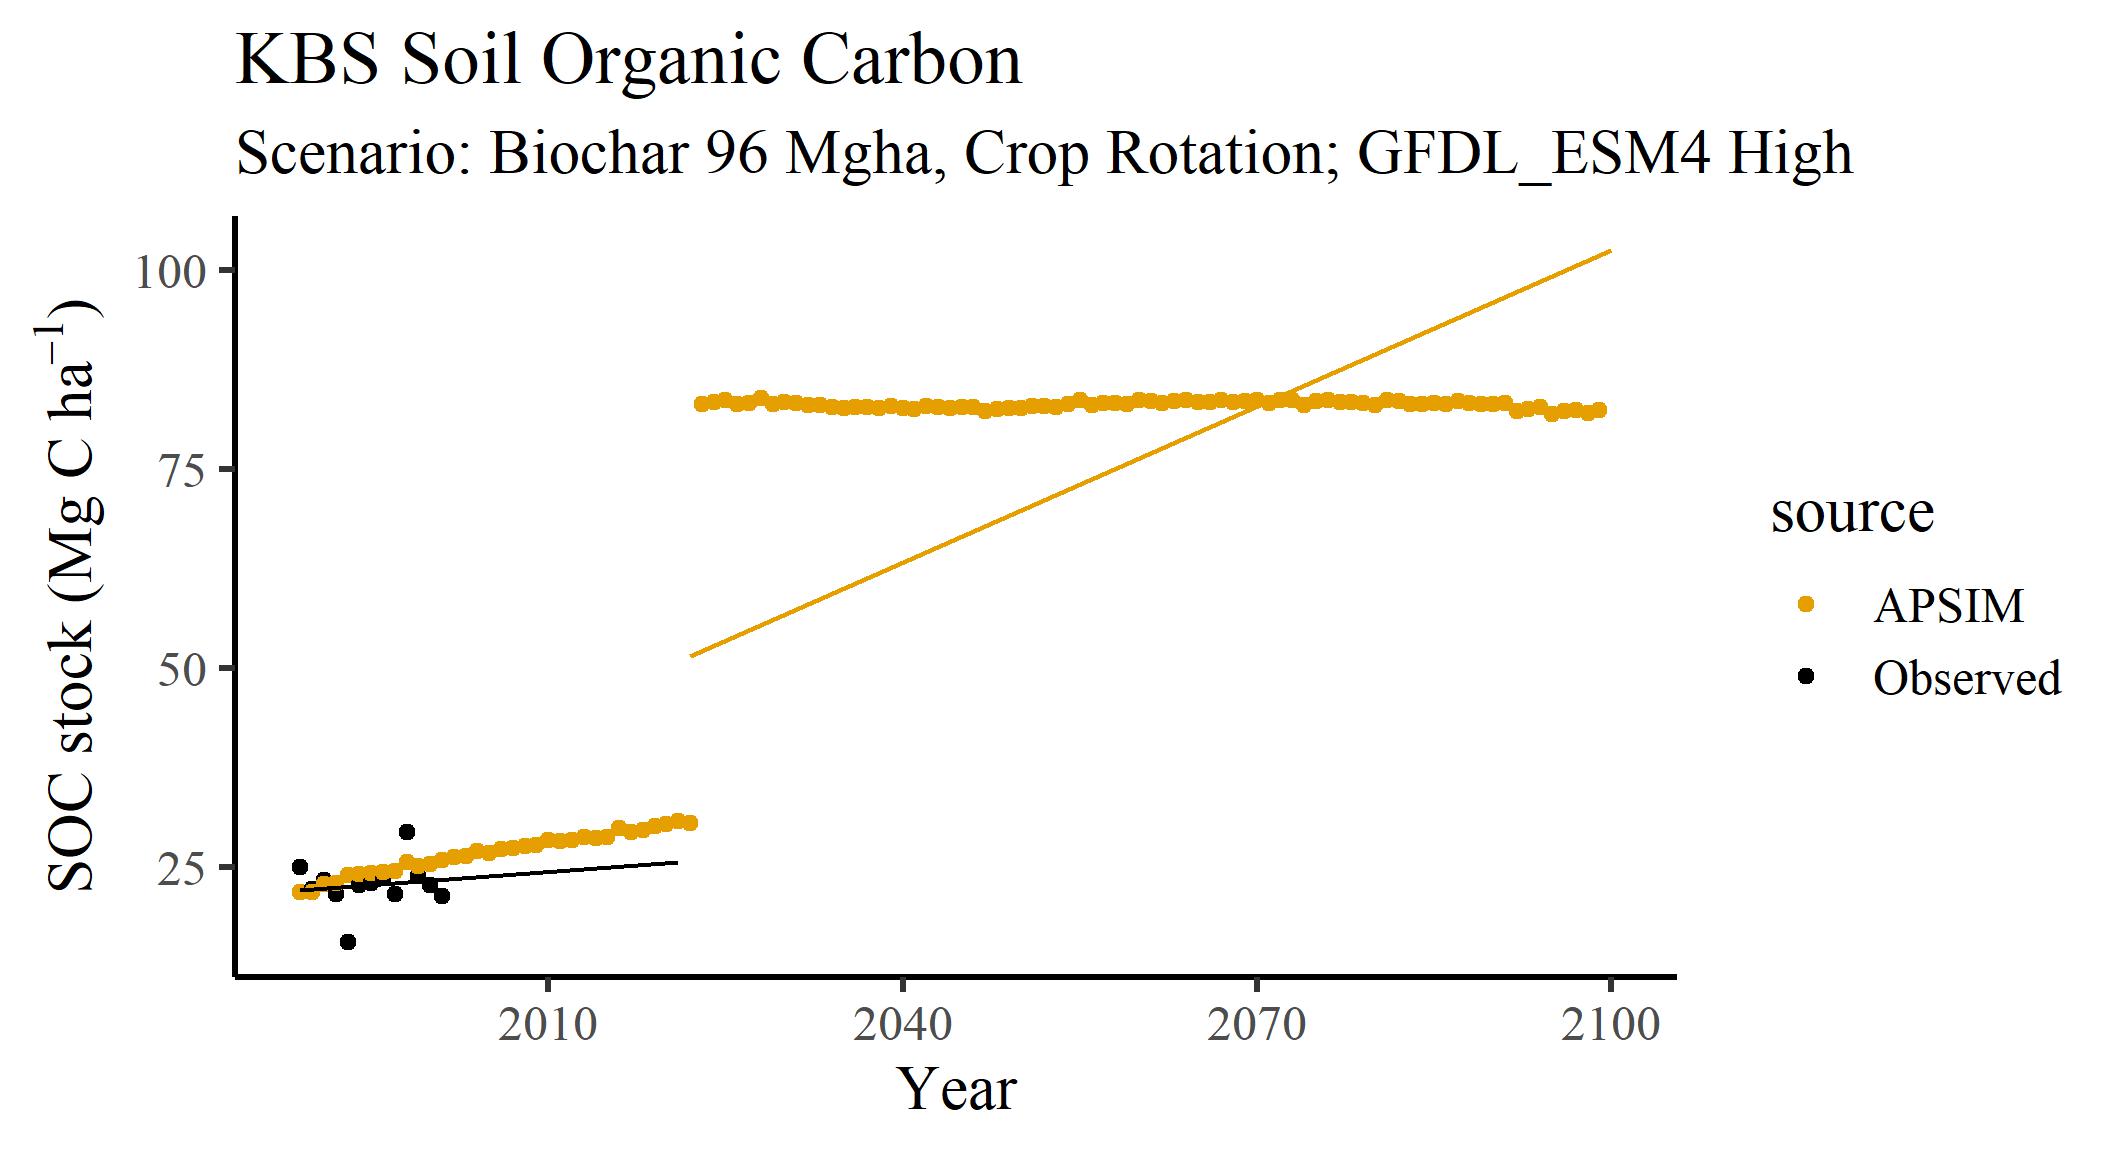 KBS Soil Organic Carbon
Scenario: Biochar 96 Mgha, Crop Rotation; GFDL_ESM4 High
SOC stock (Mg C ha⁻¹)
100
75
50
25
2010 2040 2070 2100
Year
source
APSIM
Observed